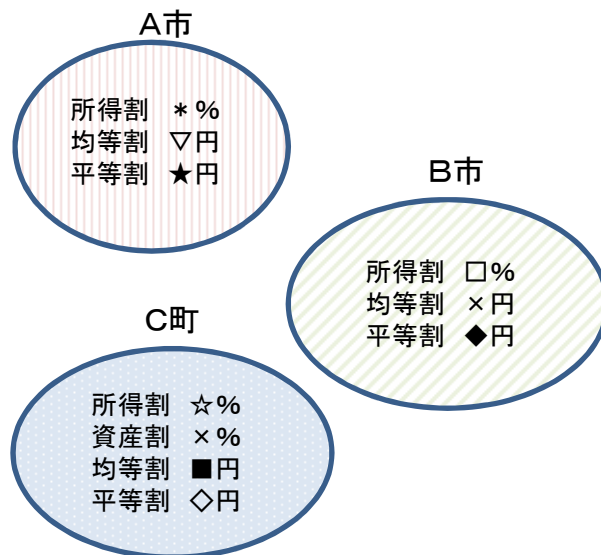 A市
所得割 *%
均等割 ▽円
平等割 ★円
B市
所得割 □%
均等割 ×円
平等割 ◆円
C町
所得割 ☆%
資産割 ×%
均等割 ■円
平等割 ◇円